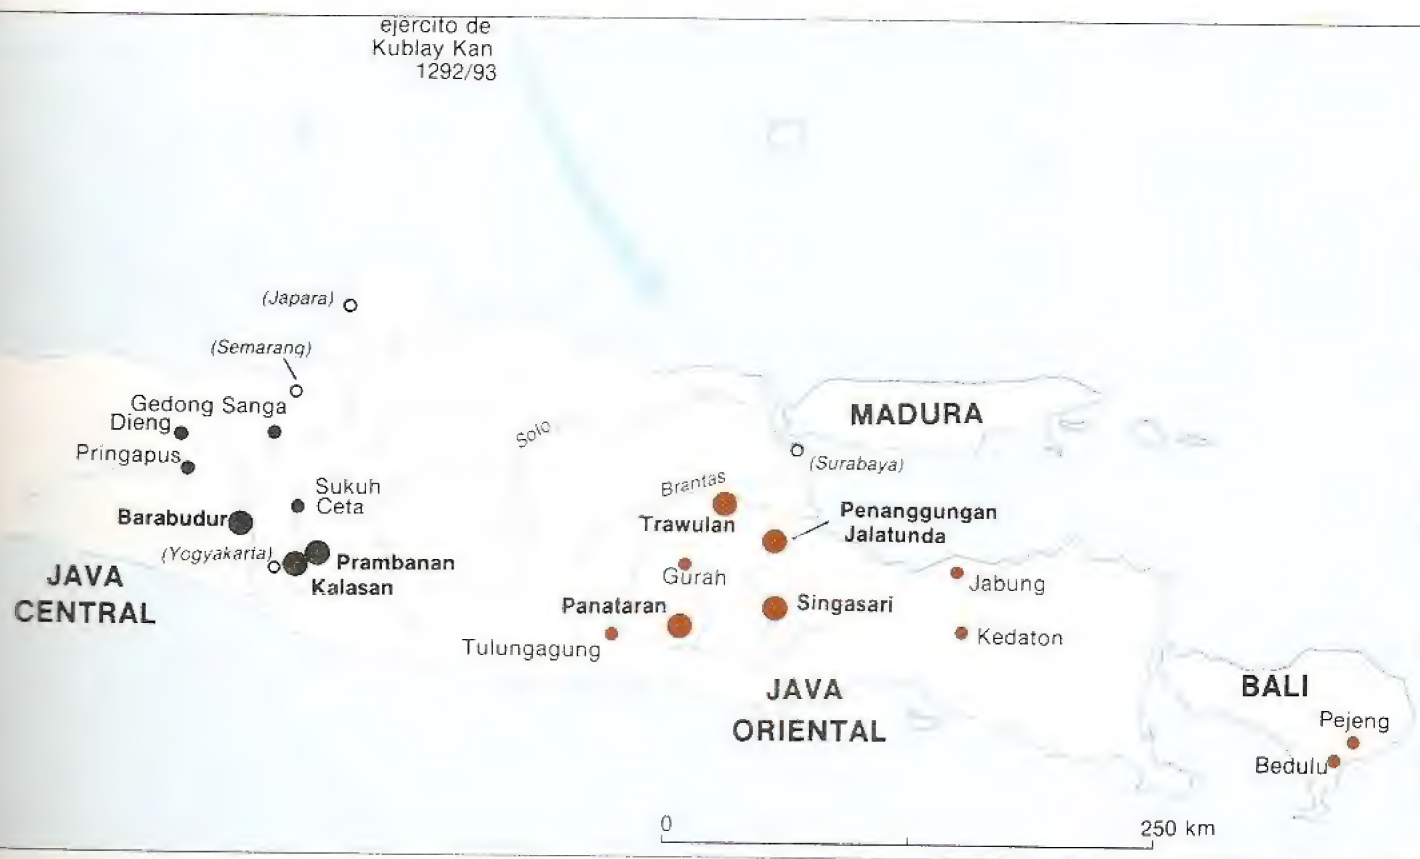 ejército de
Kublay Kan
1292/93
(Japara)
(Semarang)
Gedong Sanga
Dieng
Pringapus
Sukuh
Ceta
Barabudur
(Yogyakarta)
Prambanan
Kalasan
JAVA
CENTRAL
Solo
MADURA
(Surabaya)
Brantas
Trawulan
Penanggungan
Jalatunda
Gurah
Jabung
Panataran
Singasari
Tulungagung
Kedaton
JAVA
ORIENTAL
BALI
Pejeng
Bedulu
0
250 km